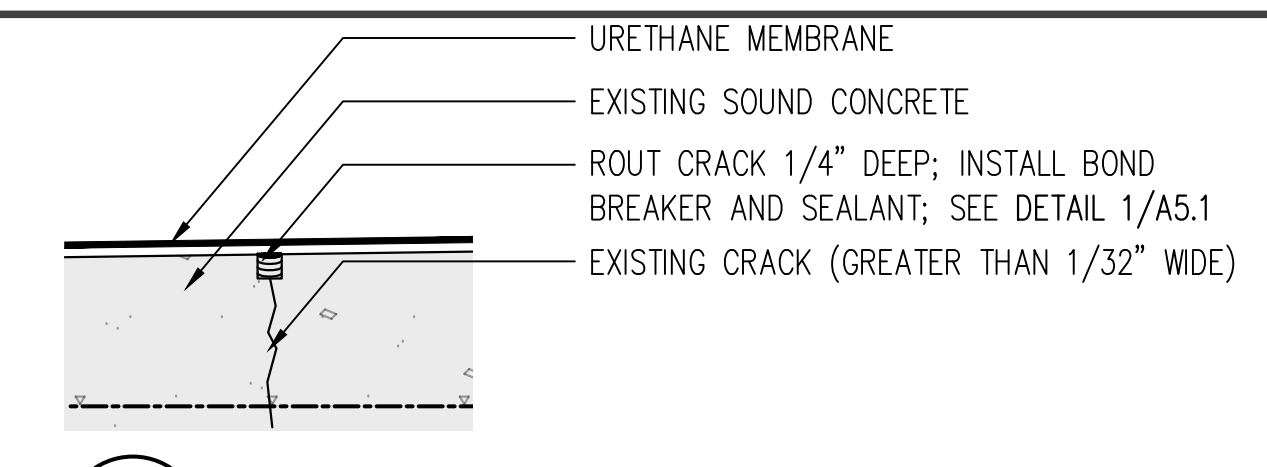 URETHANE MEMBRANE
EXISTING SOUND CONCRETE
ROUT CRACK 1/4" DEEP; INSTALL BOND
BREAKER AND SEALANT; SEE DETAIL 1/A5.1
EXISTING CRACK (GREATER THAN 1/32" WIDE)